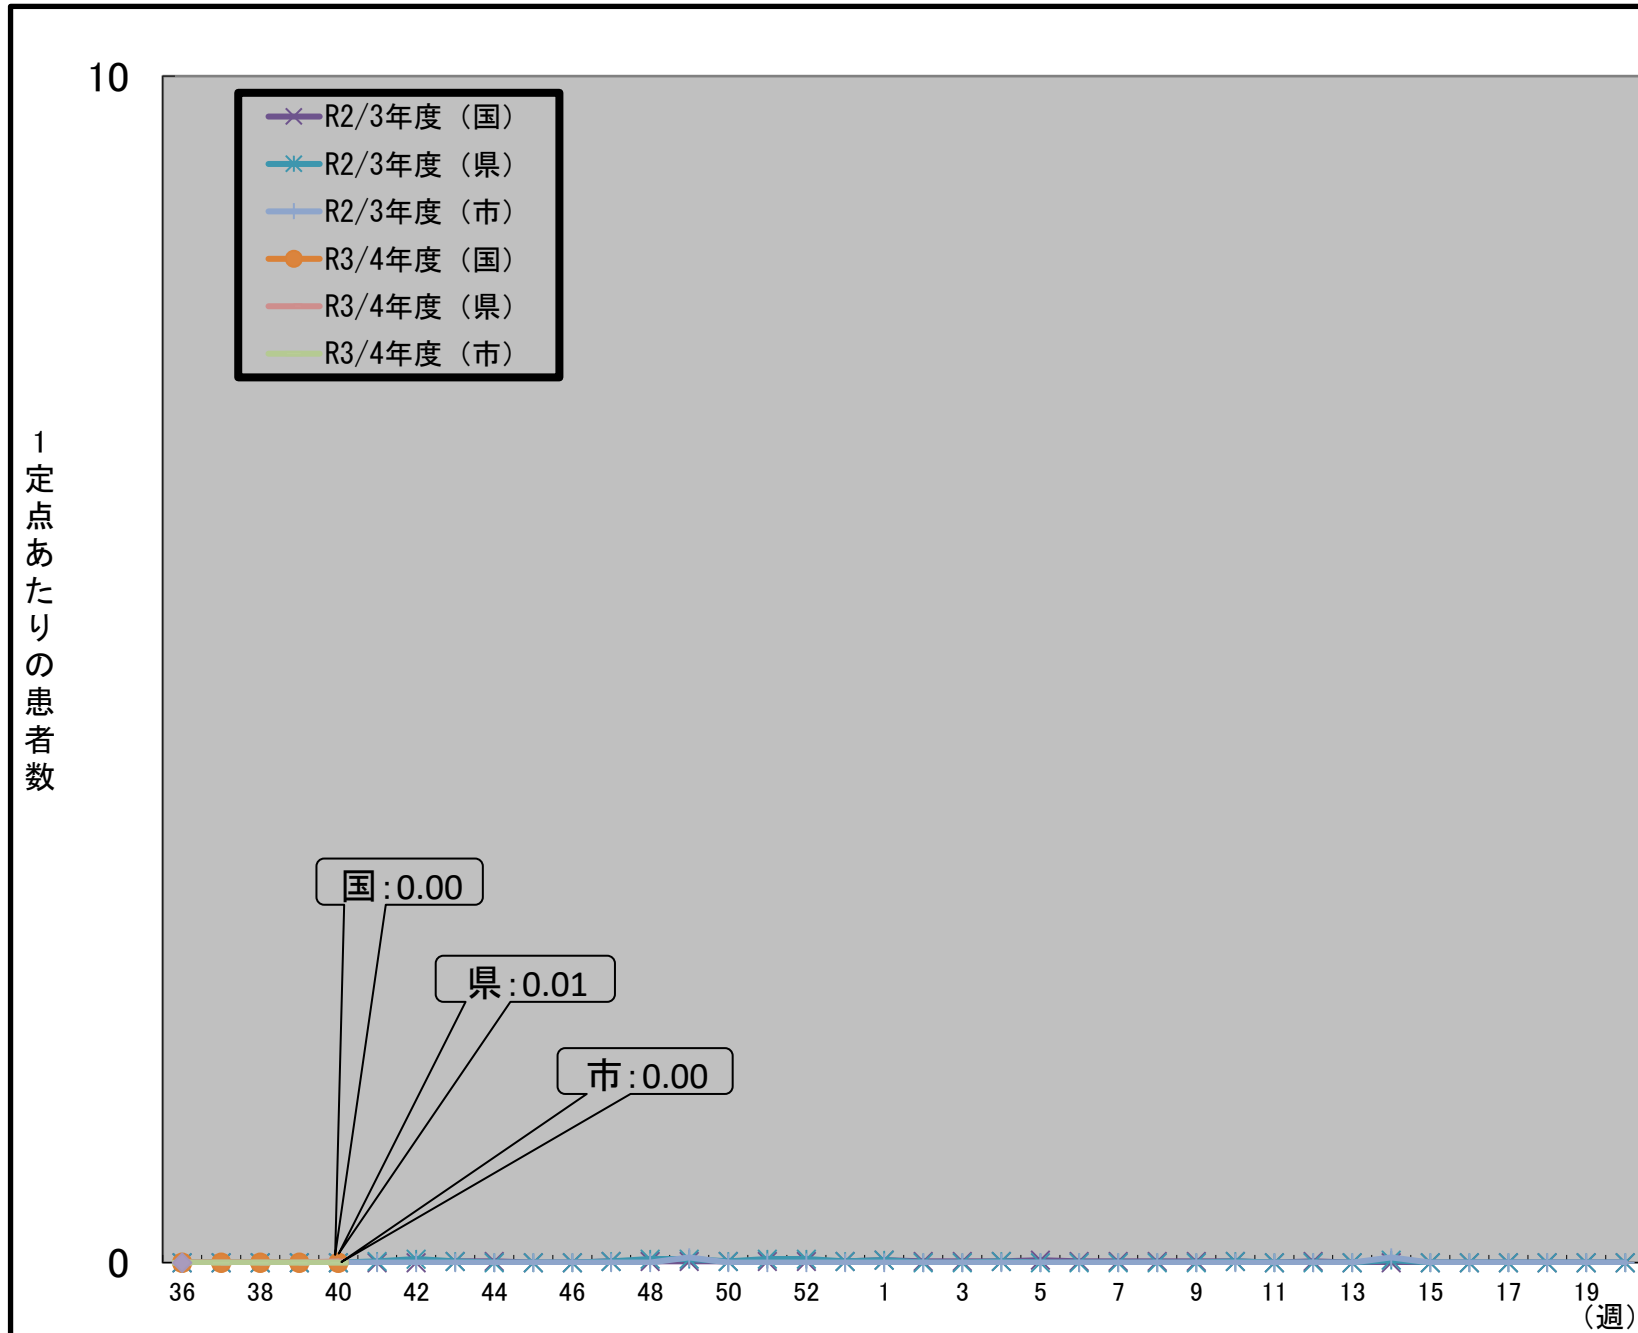 10
R2/3年度（国）
R2/3年度（県）
R2/3年度（市）
R3/4年度（国）
R3/4年度（県）
R3/4年度（市）
1定点あたりの患者数
国:0.00
県:0.01
市:0.00
0
36 38 40 42 44 46 48 50 52 1 3 5 7 9 11 13 15 17 19
（週）